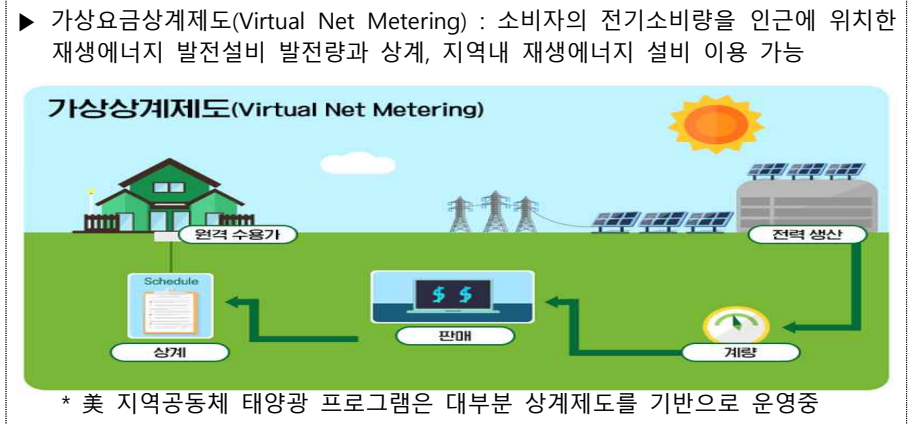 ▶ 가상요금상계제도(Virtual Net Metering) : 소비자의 전기소비량을 인근에 위치한
재생에너지 발전설비 발전량과 상계, 지역내 재생에너지 설비 이용 가능
가상상계제도(Virtual Net Metering)
원격 수용가
전력 생산
Schedule
$ $
판매
상계
계량
* 美 지역공동체 태양광 프로그램은 대부분 상계제도를 기반으로 운영중